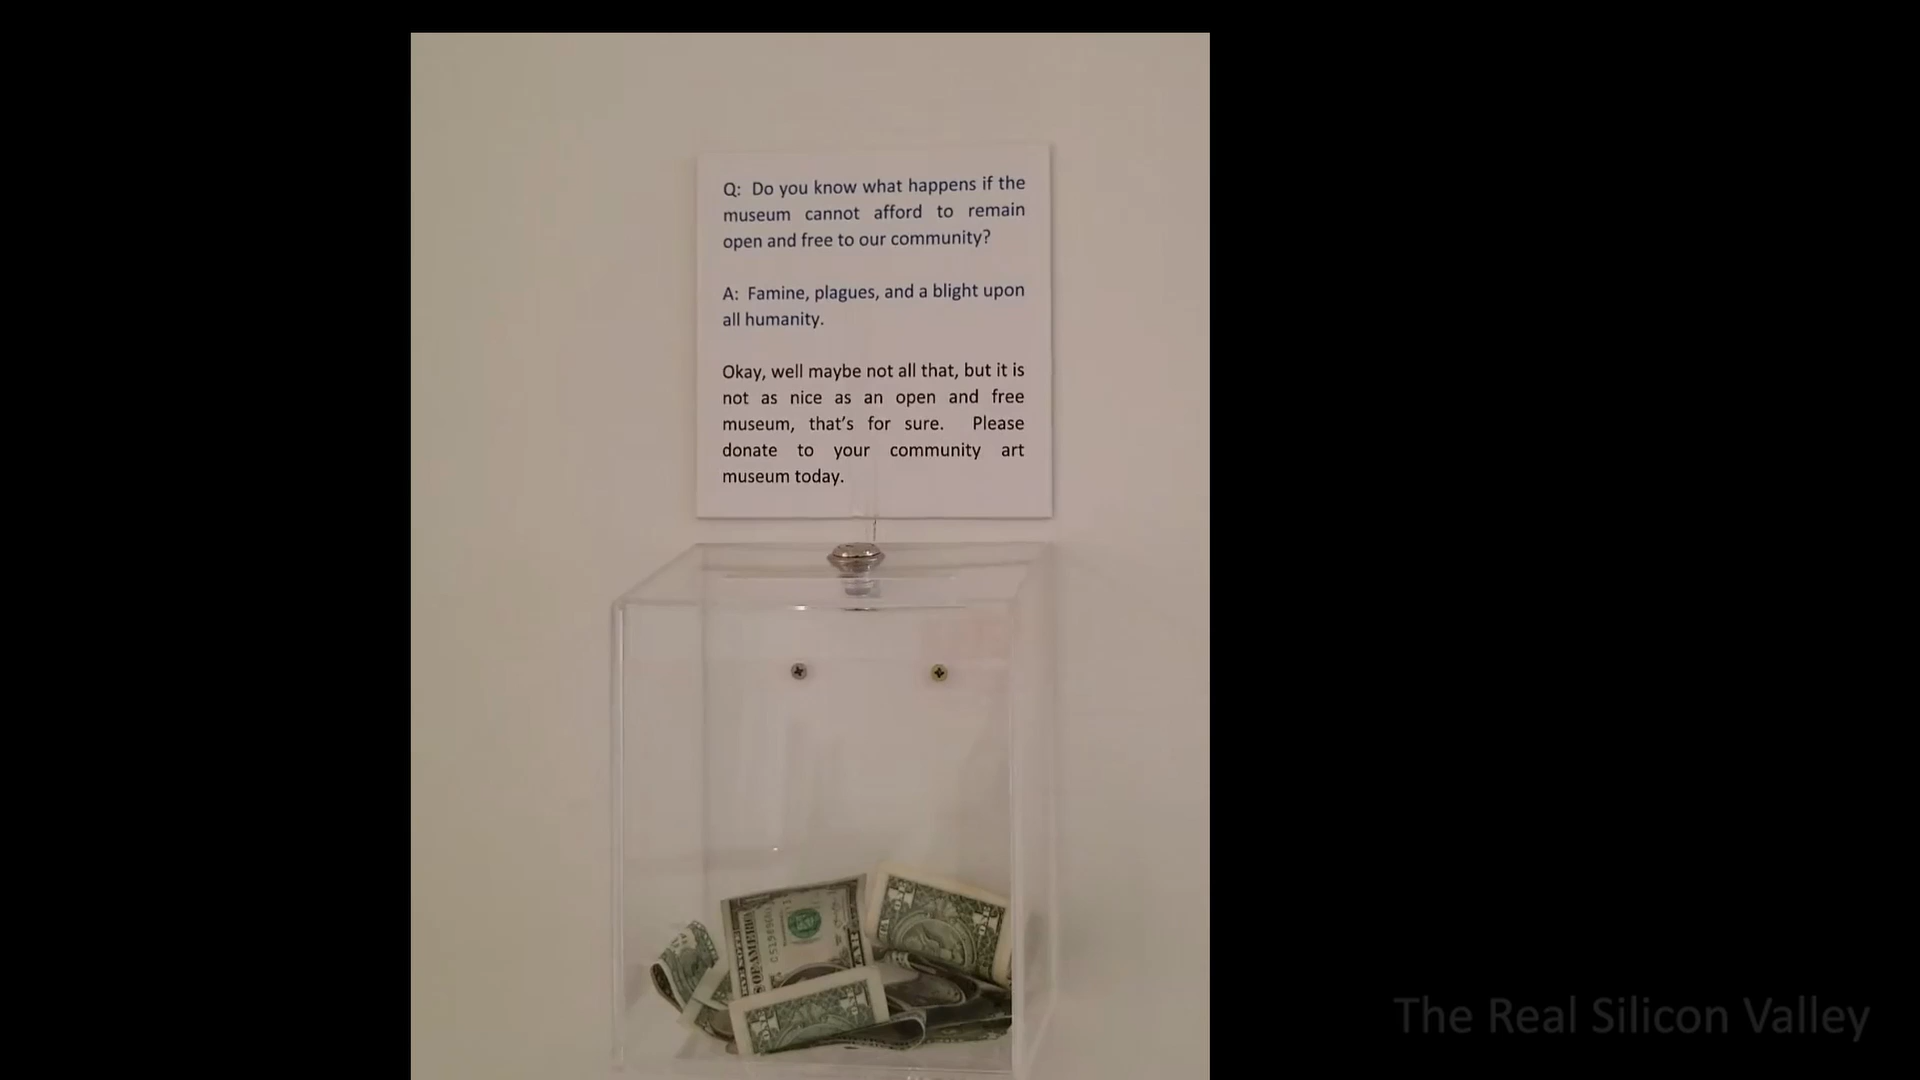 Q: Do you know what happens if the
museum cannot afford to remain
open and free to our community?
A: Famine, plagues, and a blight upon
all humanity.
Okay, well maybe not all that, but it is
not as nice as an open and free
museum, that's for sure. Please
donate to your community art
museum today.
The Real Silicon Valley